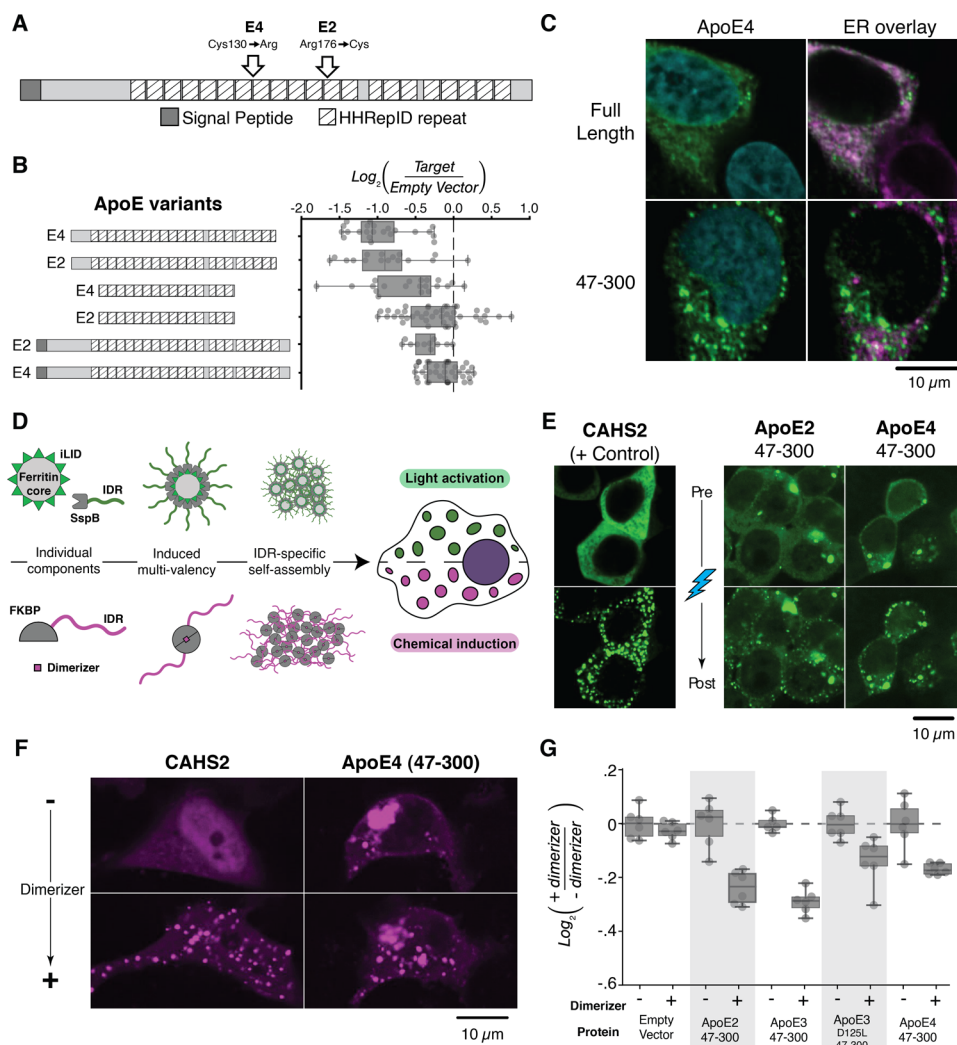 A
E4
E2
Cys130➔Arg
Arg176➔Cys
Signal Peptide
HHRepID repeat
B
Log2(Target/Empty Vector)
ApoE variants
-2.0 -1.5 -1.0 -0.5 0.0 0.5 1.0
E4
E2
E4
E2
E2
E4
C
ApoE4
ER overlay
Full
Length
47-300
10 µm
D
iLID
Ferritin
core
IDR
SspB
Individual
components
Induced
multi-valency
IDR-specific
self-assembly
Light activation
FKBP
IDR
Dimerizer
Chemical induction
E
CAHS2
(+ Control)
ApoE2
47-300
ApoE4
47-300
Pre
Post
10 µm
F
CAHS2
ApoE4 (47-300)
-
Dimerizer
+
10 µm
G
Log2(+ dimerizer/- dimerizer)
.2
0
-.2
-.4
-.6
Dimerizer - + - + - + - + - +
Protein
Empty
Vector
ApoE2
47-300
ApoE3
47-300
ApoE3
D125L
47-300
ApoE4
47-300